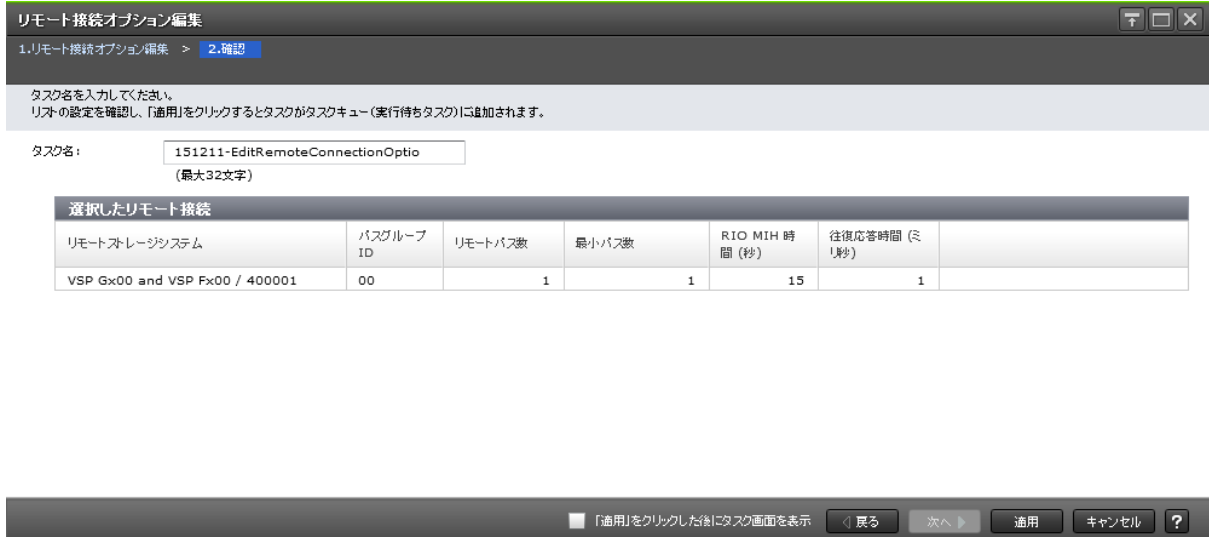 リモート接続オプション編集
1.リモート接続オプション編集 > 2.確認
タスク名を入力してください。
リストの設定を確認し、「適用」をクリックするとタスクがタスクキュー(実行待ちタスク)に追加されます。
タスク名: 151211-EditRemoteConnectionOptio
(最大32文字)
選択したリモート接続
リモートストレージシステム パスグループ ID リモートパス数 最小パス数 RIO MIH 時間 (秒) 往復応答時間 (ミリ秒)
VSP Gx00 and VSP Fx00 / 400001 00 1 1 15 1
「適用」をクリックした後にタスク画面を表示 戻る 次へ 適用 キャンセル ?